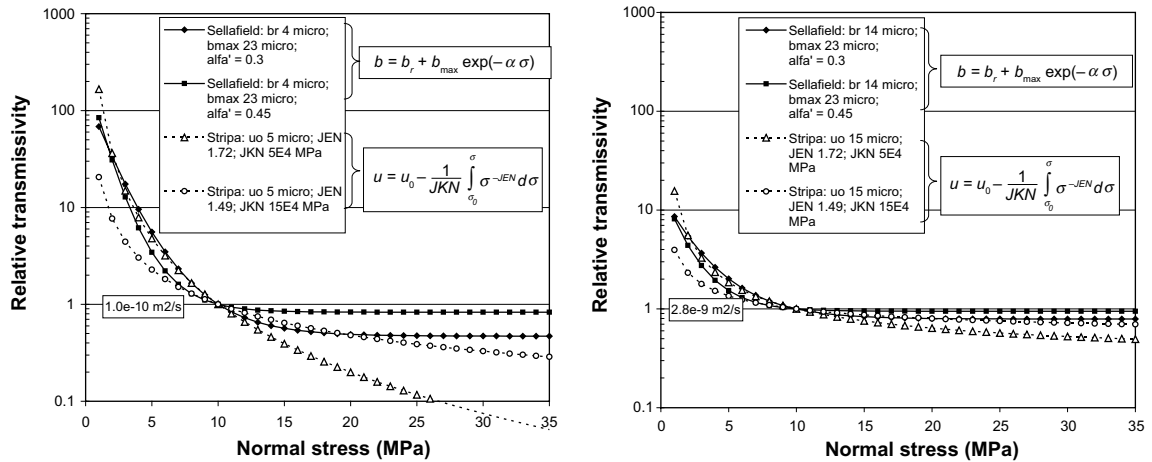 1000
100
10
1
0.1
Relative transmissivity
0
5
10
15
20
25
30
35
Normal stress (MPa)
Sellafield: br 4 micro;
bmax 23 micro;
alfa' = 0.3
Sellafield: br 4 micro;
bmax 23 micro;
alfa' = 0.45
Stripa: uo 5 micro; JEN
1.72; JKN 5E4 MPa
Stripa: uo 5 micro; JEN
1.49; JKN 15E4 MPa
b = b_r + b_max exp(−α σ)
u = u_0 − \frac{1}{JKN} \int_{σ_0}^{σ} σ^{−JEN} dσ
1.0e-10 m2/s
1000
100
10
1
0.1
Relative transmissivity
0
5
10
15
20
25
30
35
Normal stress (MPa)
Sellafield: br 14 micro;
bmax 23 micro;
alfa' = 0.3
Sellafield: br 14 micro;
bmax 23 micro;
alfa' = 0.45
Stripa: uo 15 micro;
JEN 1.72; JKN 5E4
MPa
Stripa: uo 15 micro;
JEN 1.49; JKN 15E4
MPa
b = b_r + b_max exp(−α σ)
u = u_0 − \frac{1}{JKN} \int_{σ_0}^{σ} σ^{−JEN} dσ
2.8e-9 m2/s